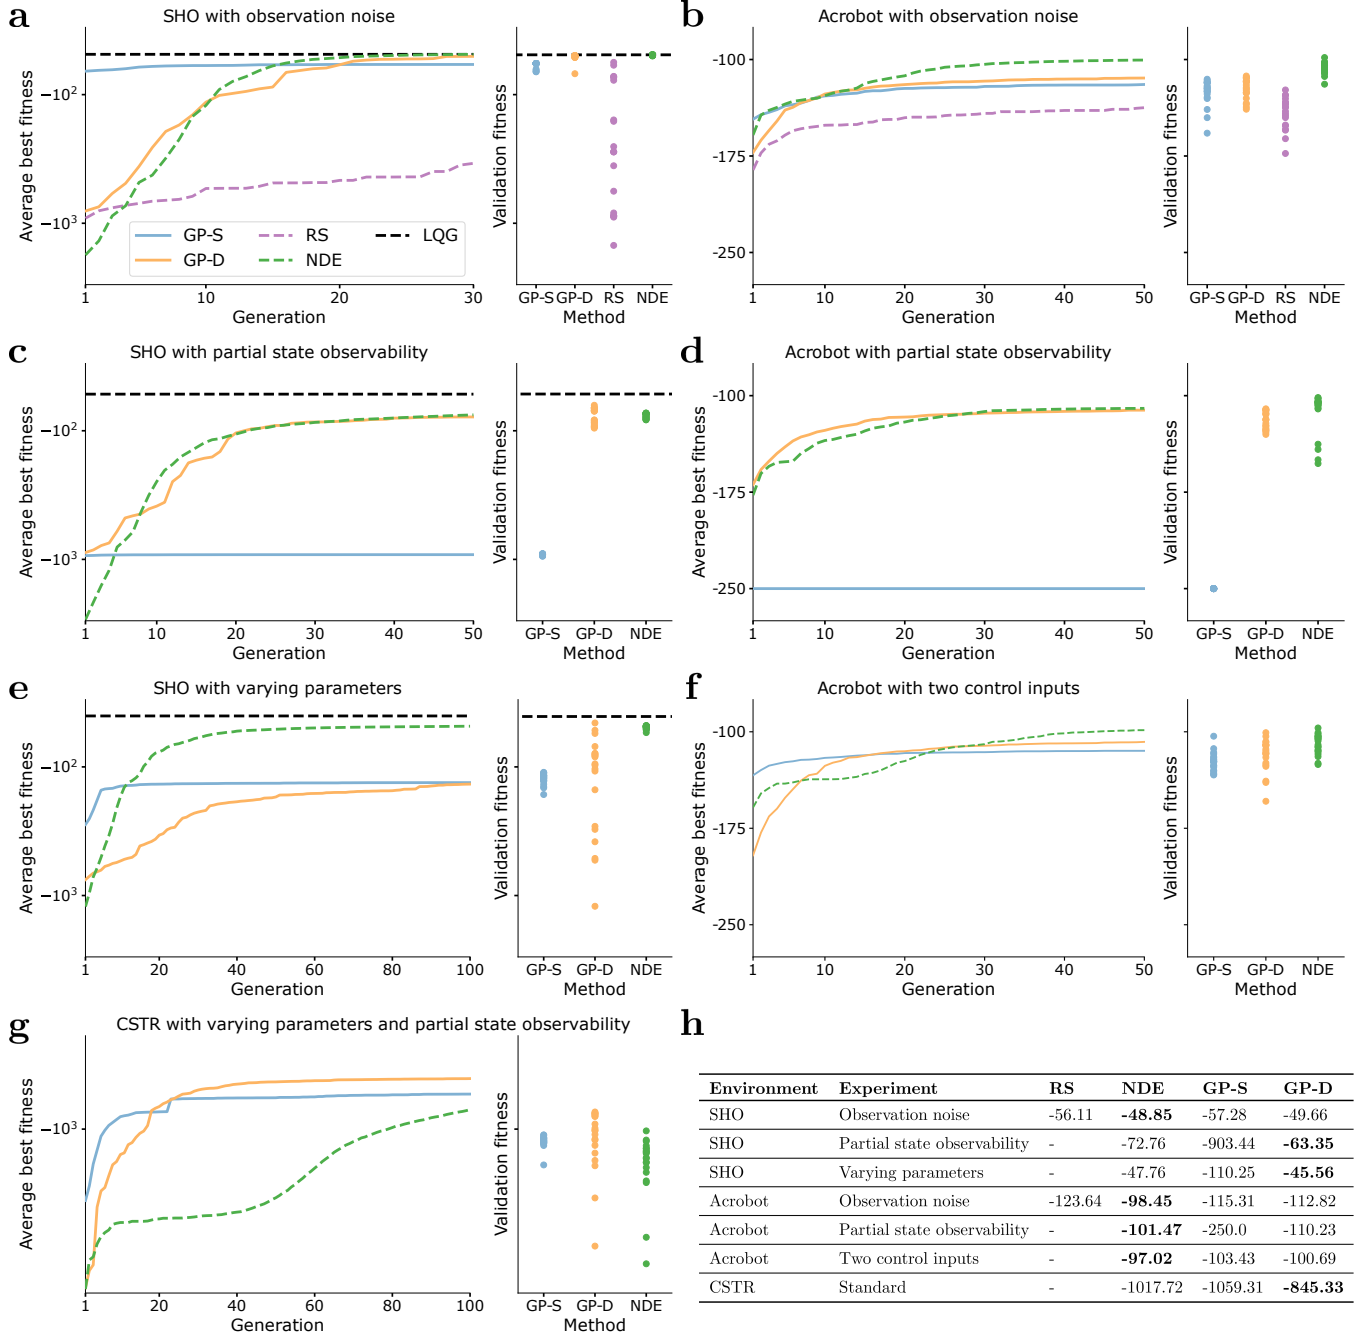 a
SHO with observation noise
Average best fitness
−10²
−10³
GP-S
GP-D
RS
NDE
LQG
1
10
20
30
Generation
Validation fitness
GP-S
GP-D
RS
NDE
Method
b
Acrobot with observation noise
Average best fitness
-100
-175
-250
1
10
20
30
40
50
Generation
Validation fitness
GP-S
GP-D
RS
NDE
Method
c
SHO with partial state observability
Average best fitness
−10²
−10³
1
10
20
30
40
50
Generation
Validation fitness
GP-S
GP-D
NDE
Method
d
Acrobot with partial state observability
Average best fitness
-100
-175
-250
1
10
20
30
40
50
Generation
Validation fitness
GP-S
GP-D
NDE
Method
e
SHO with varying parameters
Average best fitness
−10²
−10³
1
20
40
60
80
100
Generation
Validation fitness
GP-S
GP-D
NDE
Method
f
Acrobot with two control inputs
Average best fitness
-100
-175
-250
1
10
20
30
40
50
Generation
Validation fitness
GP-S
GP-D
NDE
Method
g
CSTR with varying parameters and partial state observability
Average best fitness
−10³
1
20
40
60
80
100
Generation
Validation fitness
GP-S
GP-D
NDE
Method
h
Environment Experiment RS NDE GP-S GP-D
SHO Observation noise -56.11 -48.85 -57.28 -49.66
SHO Partial state observability - -72.76 -903.44 -63.35
SHO Varying parameters - -47.76 -110.25 -45.56
Acrobot Observation noise -123.64 -98.45 -115.31 -112.82
Acrobot Partial state observability - -101.47 -250.0 -110.23
Acrobot Two control inputs - -97.02 -103.43 -100.69
CSTR Standard - -1017.72 -1059.31 -845.33